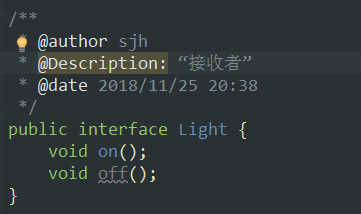 /**
* @author sjh
* @Description: “接收者”
* @date 2018/11/25 20:38
*/
public interface Light {
void on();
void off();
}